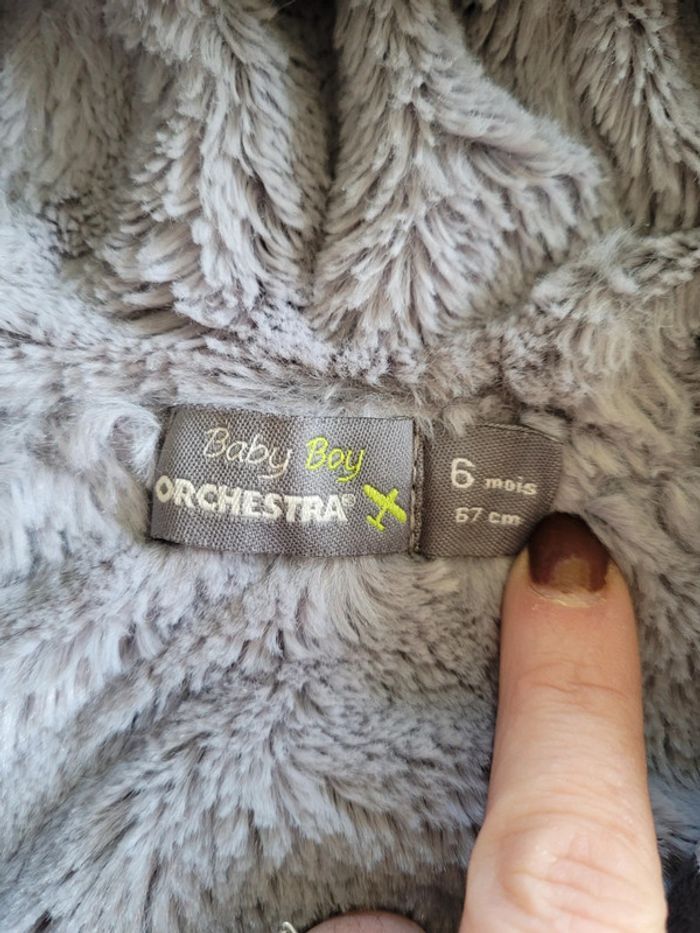 Baby Boy
ORCHESTRA®
6 mois
67 cm